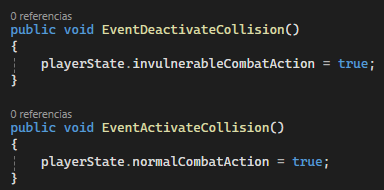 0 referencias
public void EventDeactivateCollision()
{
playerState.invulnerableCombatAction = true;
}
0 referencias
public void EventActivateCollision()
{
playerState.normalCombatAction = true;
}